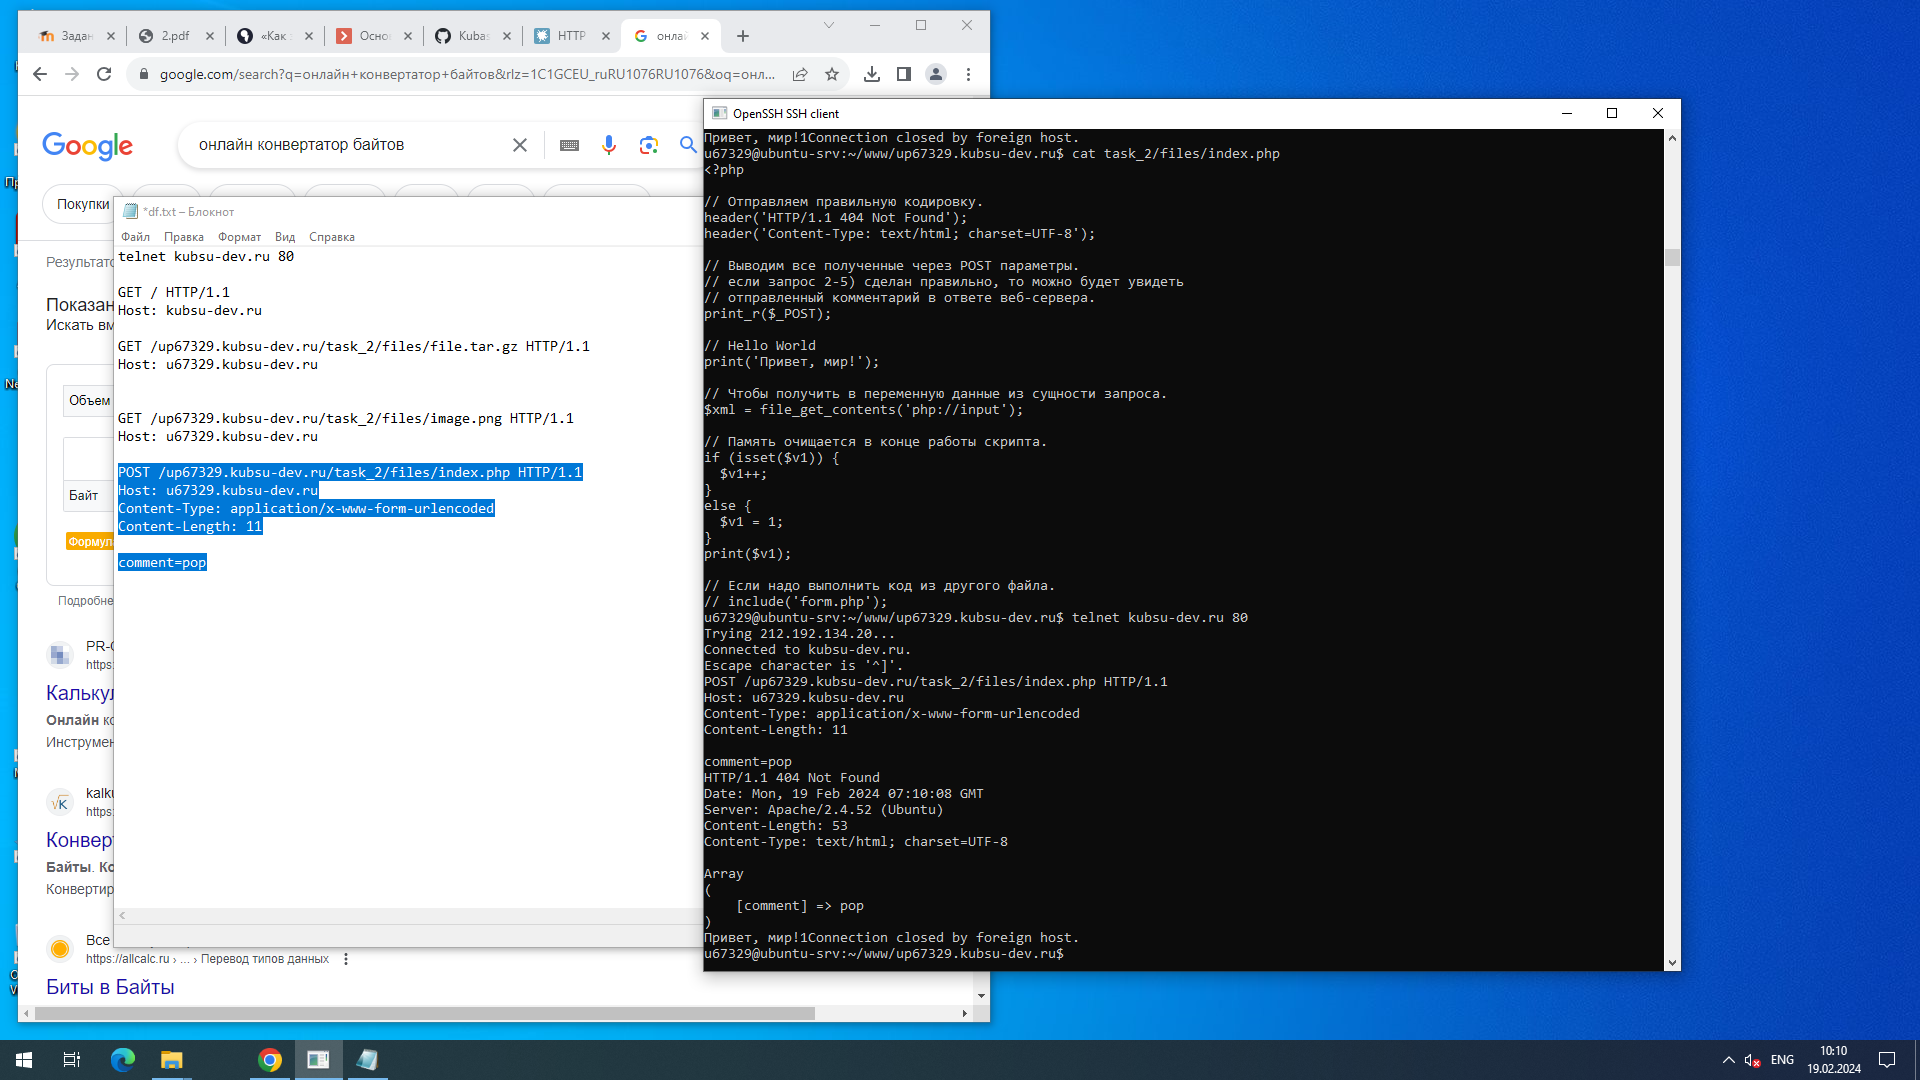 Задан
2.pdf
«Как
Осно
Kuba
HTTP
онлай
google.com/search?q=онлайн+конвертатор+байтов&rlz=1C1GCEU_ruRU1076RU1076&oq=онл...
Google
онлайн конвертатор байтов
Покупки
Показан
Искать вм
Объем
Байт
Формул
Подробне
PR-
https:
Калькул
Онлайн ко
Инструмен
kalku
https:
Конверт
Байты. Ко
Конвертир
Все
https://allcalc.ru › ... › Перевод типов данных
Биты в Байты
*df.txt – Блокнот
Файл Правка Формат Вид Справка
telnet kubsu-dev.ru 80
GET / HTTP/1.1
Host: kubsu-dev.ru
GET /up67329.kubsu-dev.ru/task_2/files/file.tar.gz HTTP/1.1
Host: u67329.kubsu-dev.ru
GET /up67329.kubsu-dev.ru/task_2/files/image.png HTTP/1.1
Host: u67329.kubsu-dev.ru
POST /up67329.kubsu-dev.ru/task_2/files/index.php HTTP/1.1
Host: u67329.kubsu-dev.ru
Content-Type: application/x-www-form-urlencoded
Content-Length: 11
comment=pop
OpenSSH SSH client
Привет, мир!1Connection closed by foreign host.
u67329@ubuntu-srv:~/www/up67329.kubsu-dev.ru$ cat task_2/files/index.php
<?php
// Отправляем правильную кодировку.
header('HTTP/1.1 404 Not Found');
header('Content-Type: text/html; charset=UTF-8');
// Выводим все полученные через POST параметры.
// если запрос 2-5) сделан правильно, то можно будет увидеть
// отправленный комментарий в ответе веб-сервера.
print_r($_POST);
// Hello World
print('Привет, мир!');
// Чтобы получить в переменную данные из сущности запроса.
$xml = file_get_contents('php://input');
// Память очищается в конце работы скрипта.
if (isset($v1)) {
$v1++;
}
else {
$v1 = 1;
}
print($v1);
// Если надо выполнить код из другого файла.
// include('form.php');
u67329@ubuntu-srv:~/www/up67329.kubsu-dev.ru$ telnet kubsu-dev.ru 80
Trying 212.192.134.20...
Connected to kubsu-dev.ru.
Escape character is '^]'.
POST /up67329.kubsu-dev.ru/task_2/files/index.php HTTP/1.1
Host: u67329.kubsu-dev.ru
Content-Type: application/x-www-form-urlencoded
Content-Length: 11
comment=pop
HTTP/1.1 404 Not Found
Date: Mon, 19 Feb 2024 07:10:08 GMT
Server: Apache/2.4.52 (Ubuntu)
Content-Length: 53
Content-Type: text/html; charset=UTF-8
Array
(
[comment] => pop
)
Привет, мир!1Connection closed by foreign host.
u67329@ubuntu-srv:~/www/up67329.kubsu-dev.ru$
ENG
10:10
19.02.2024